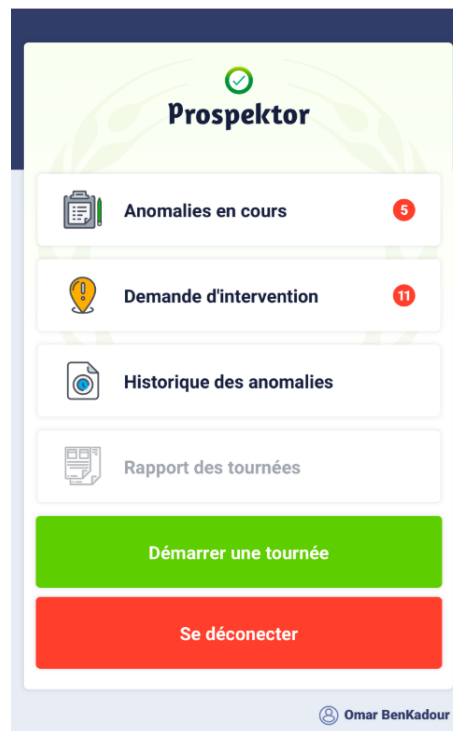 Prospektor
Anomalies en cours 5
Demande d'intervention 11
Historique des anomalies
Rapport des tournées
Démarrer une tournée
Se déconecter
Omar BenKadour